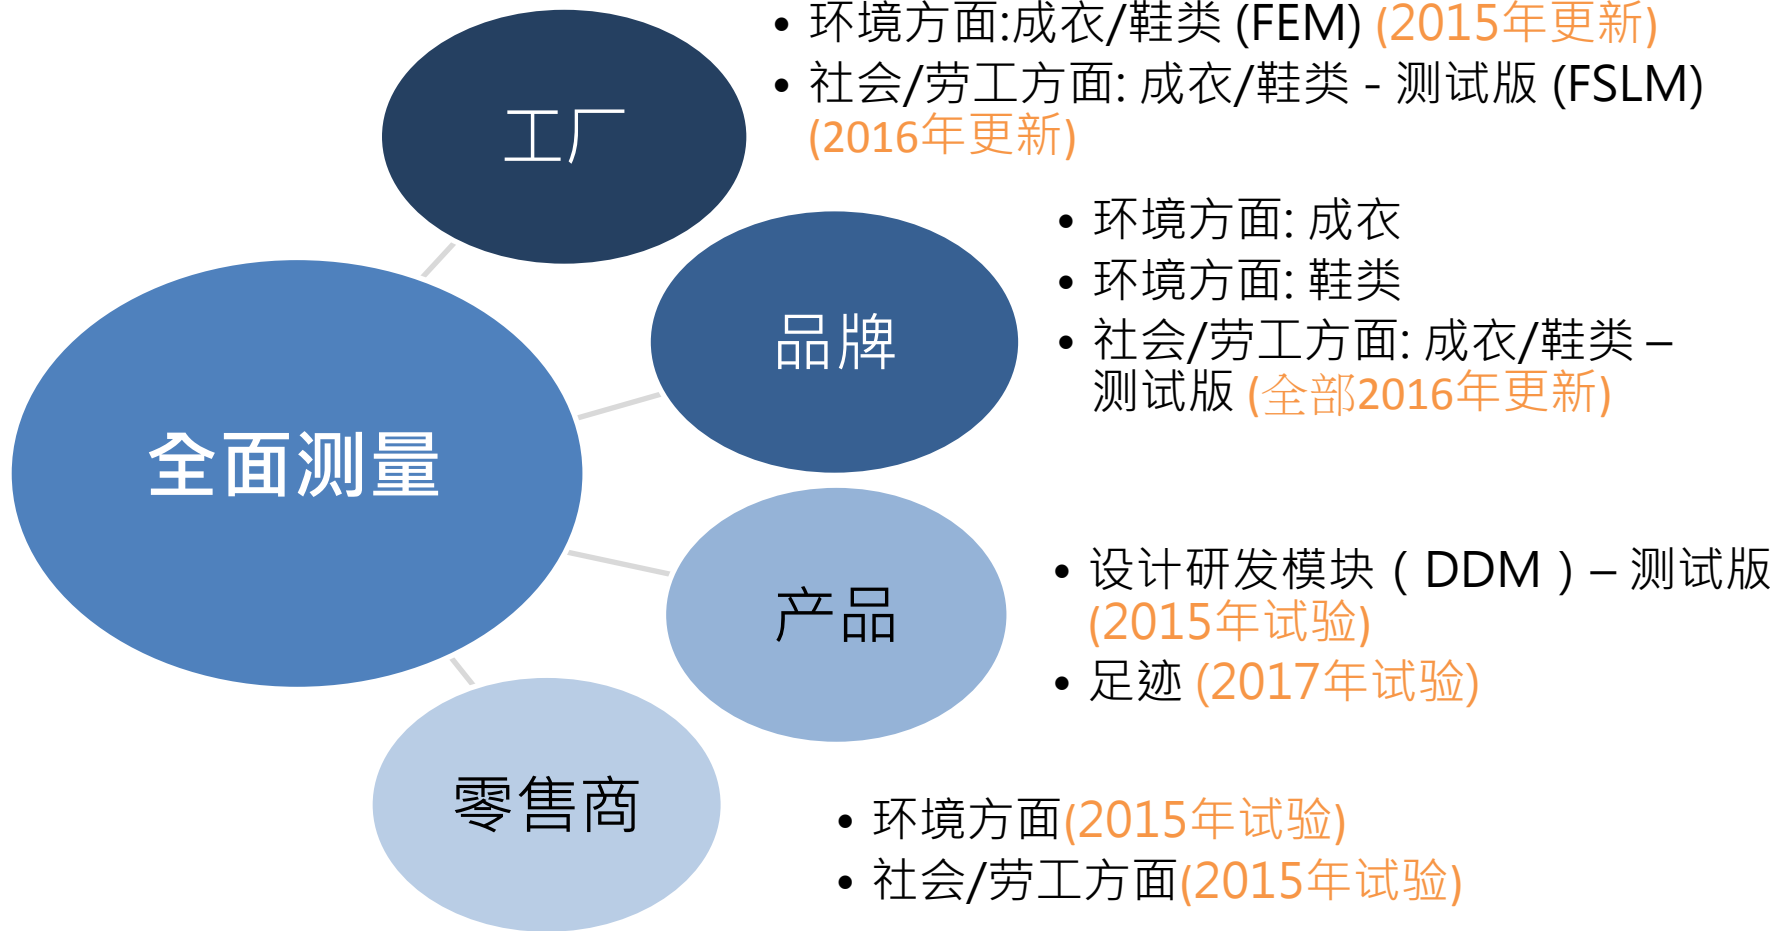 工厂
• 环境方面:成衣/鞋类 (FEM) (2015年更新)
• 社会/劳工方面: 成衣/鞋类 - 测试版 (FSLM)
(2016年更新)
品牌
• 环境方面: 成衣
• 环境方面: 鞋类
• 社会/劳工方面: 成衣/鞋类 –
测试版 (全部2016年更新)
全面测量
产品
• 设计研发模块（DDM）– 测试版
(2015年试验)
• 足迹 (2017年试验)
零售商
• 环境方面(2015年试验)
• 社会/劳工方面(2015年试验)